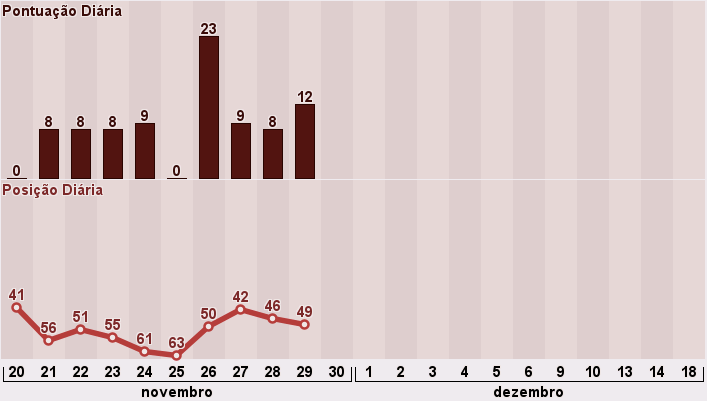 Pontuação Diária
0 8 8 8 9 0 23 9 8 12
Posição Diária
41 56 51 55 61 63 50 42 46 49
20 21 22 23 24 25 26 27 28 29 30 1 2 3 4 5 6 9 10 13 14 18
novembro dezembro